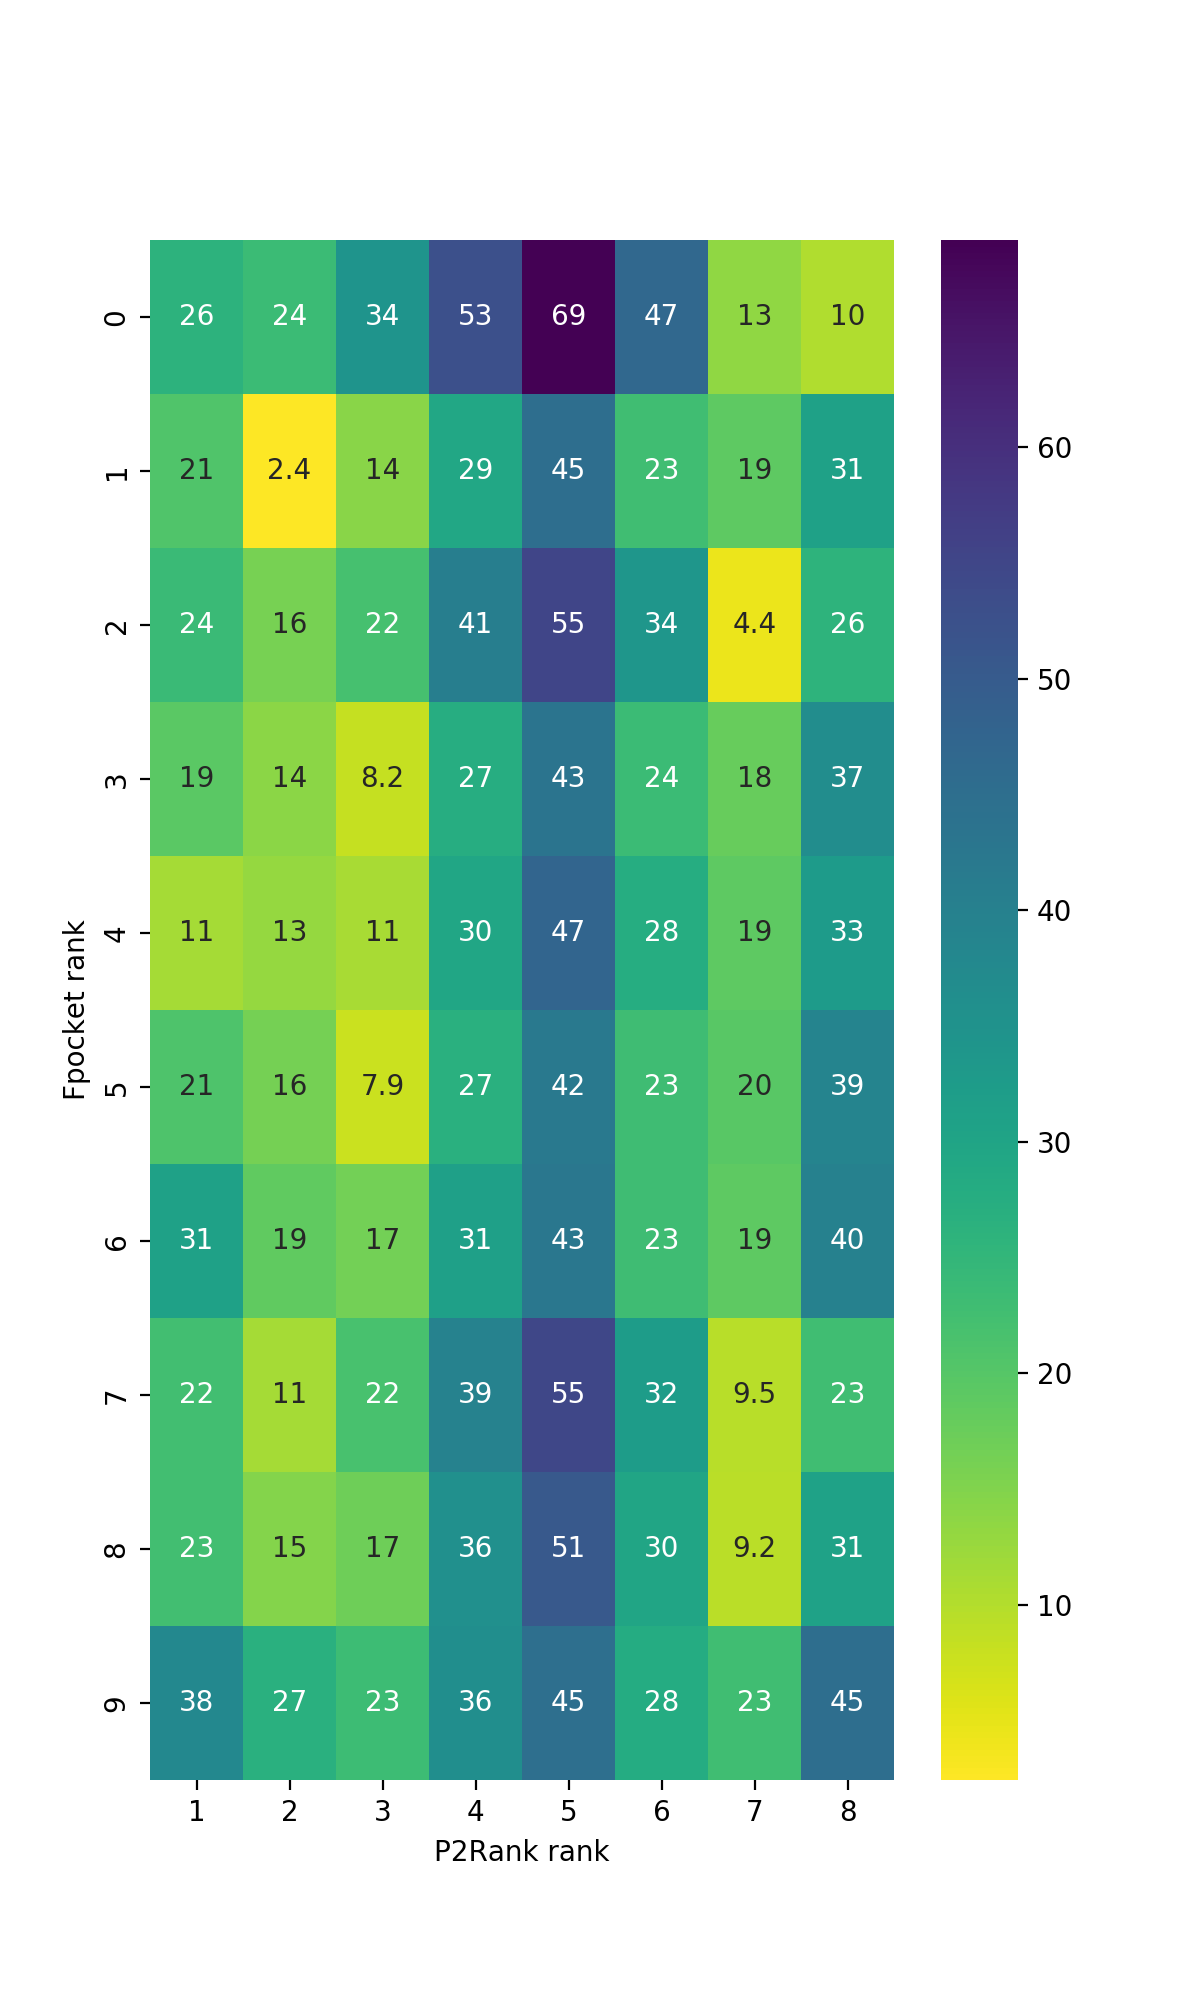 0 26 24 34 53 69 47 13 10
60
1 21 2.4 14 29 45 23 19 31
2 24 16 22 41 55 34 4.4 26
50
3 19 14 8.2 27 43 24 18 37
40
4 11 13 11 30 47 28 19 33
Fpocket rank
5 21 16 7.9 27 42 23 20 39
30
6 31 19 17 31 43 23 19 40
20
7 22 11 22 39 55 32 9.5 23
8 23 15 17 36 51 30 9.2 31
10
9 38 27 23 36 45 28 23 45
1 2 3 4 5 6 7 8
P2Rank rank